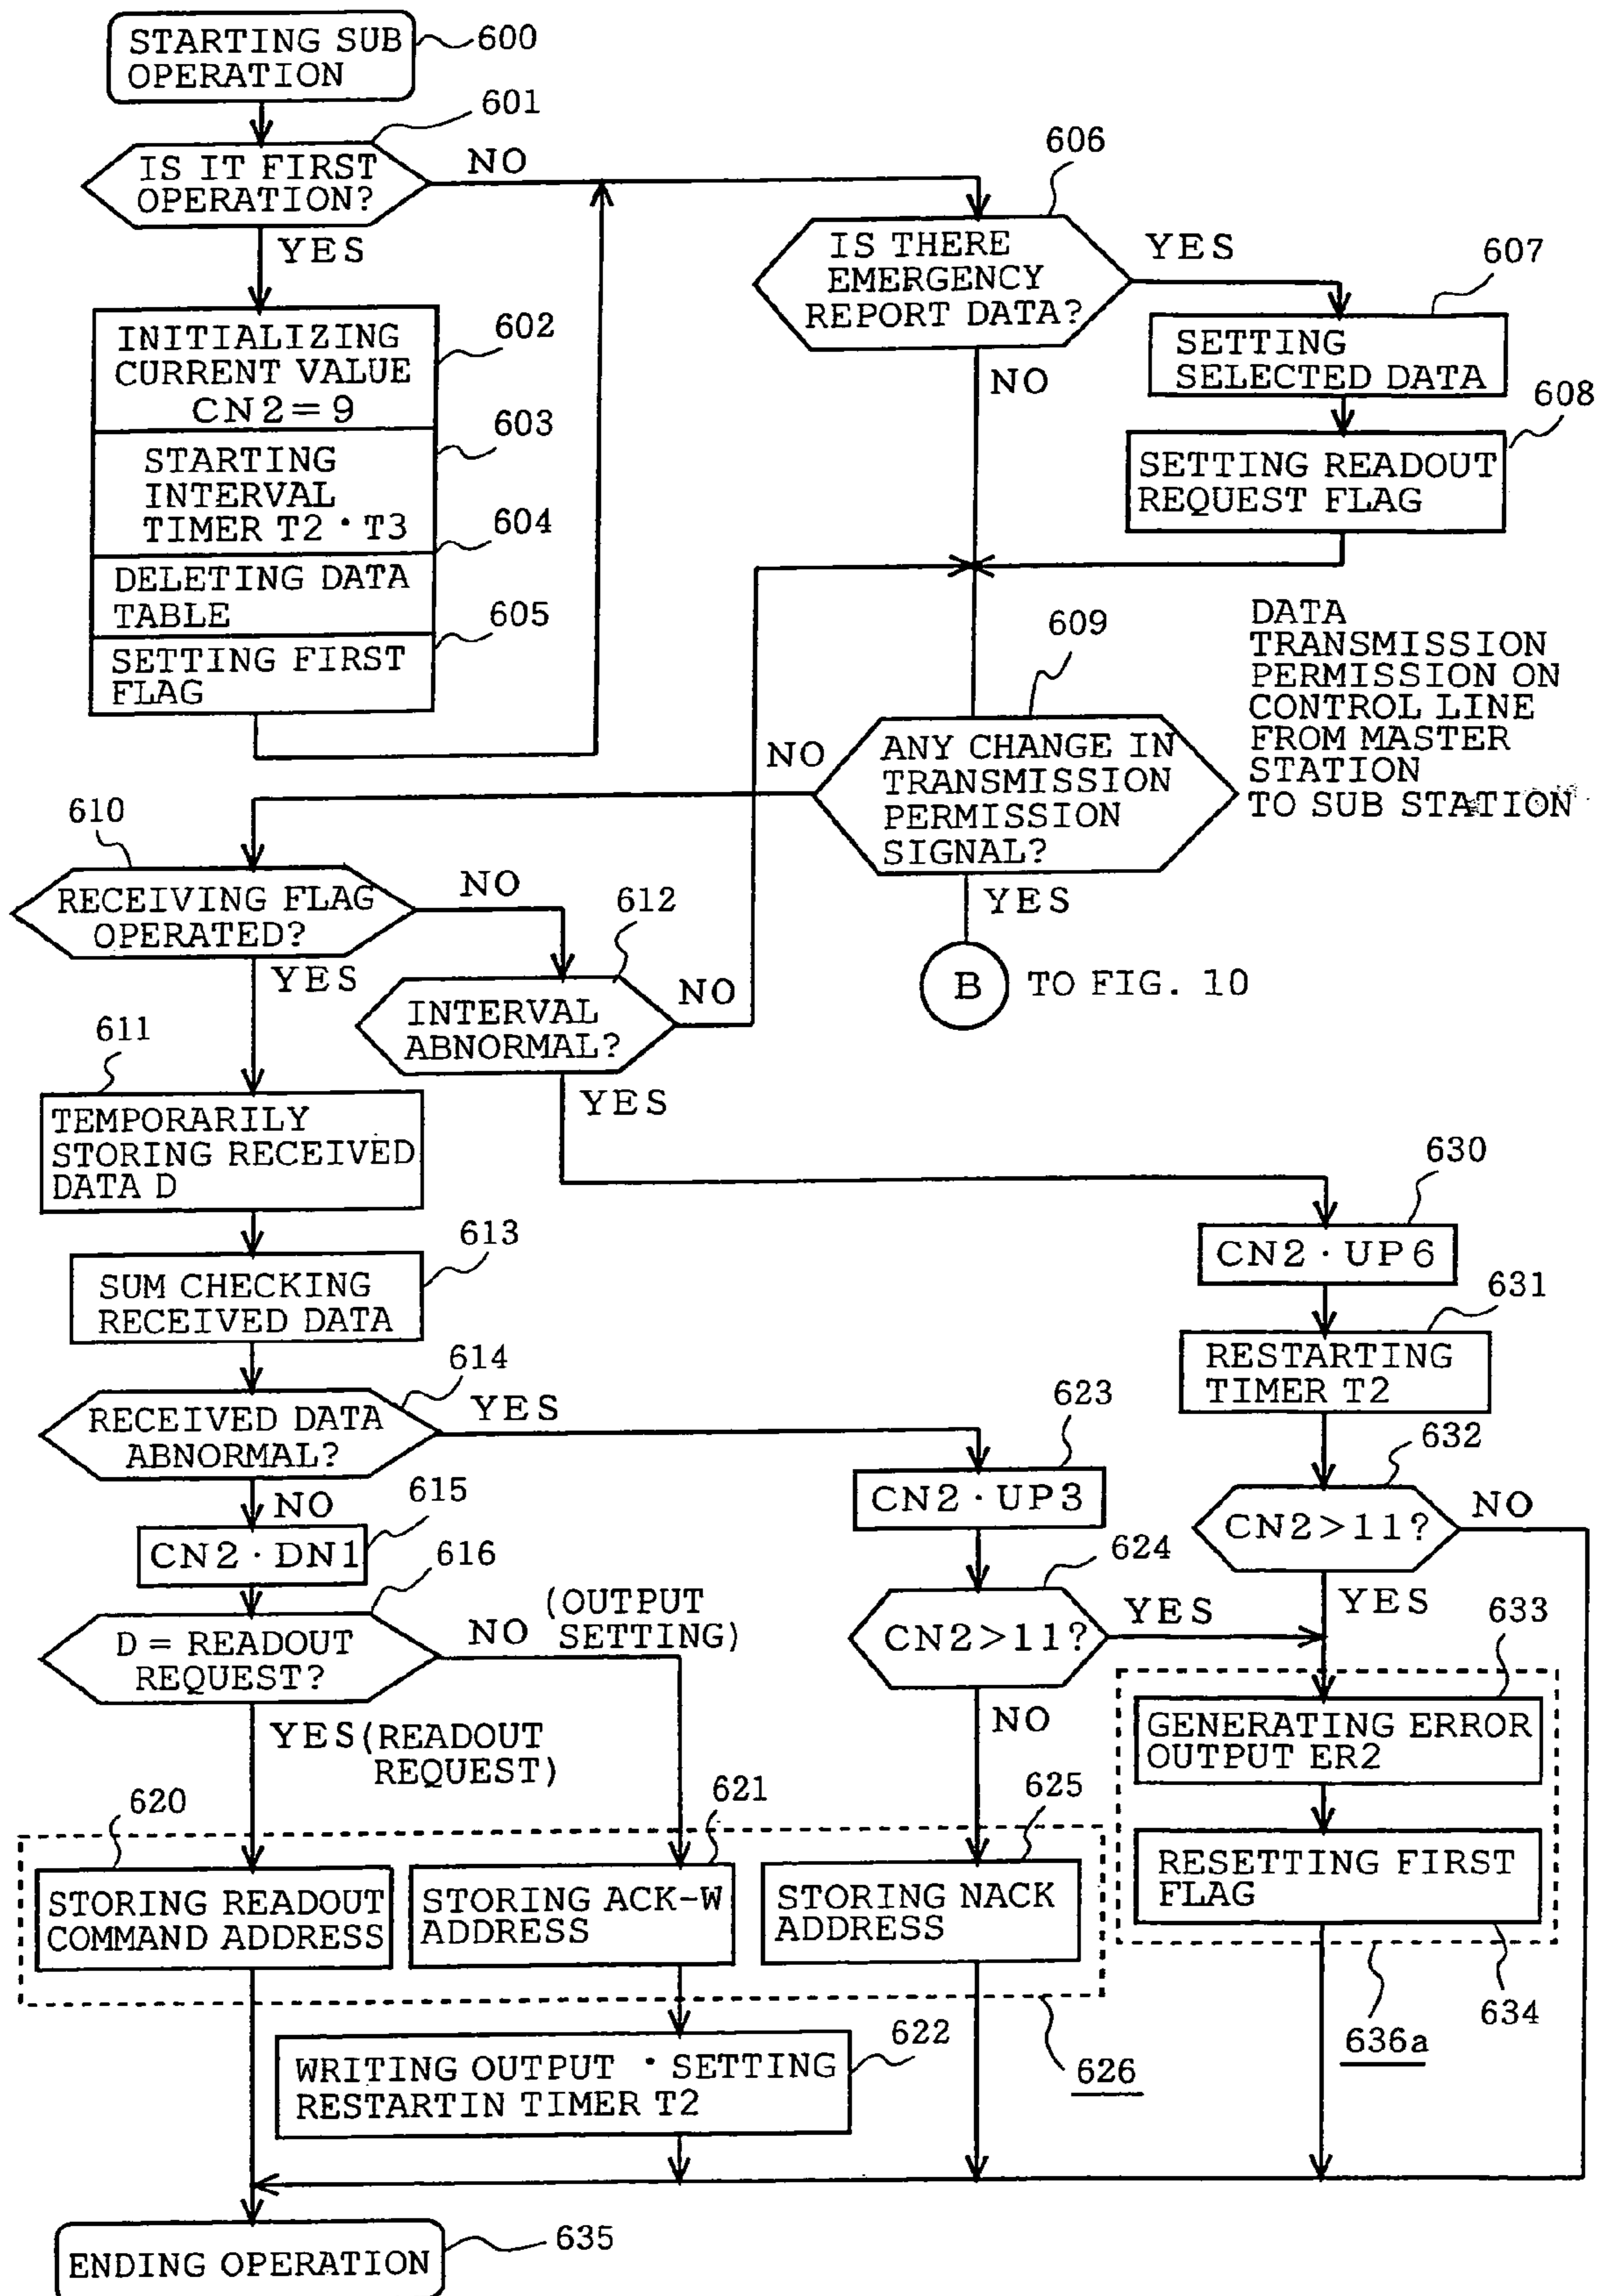 STARTING SUB
OPERATION
600
601
IS IT FIRST
OPERATION?
NO
YES
INITIALIZING
CURRENT VALUE
CN2=9
602
STARTING
INTERVAL
TIMER T2・T3
603
604
DELETING DATA
TABLE
605
SETTING FIRST
FLAG
606
IS THERE
EMERGENCY
REPORT DATA?
YES
NO
607
SETTING
SELECTED DATA
608
SETTING READOUT
REQUEST FLAG
609
ANY CHANGE IN
TRANSMISSION
PERMISSION
SIGNAL?
NO
YES
DATA
TRANSMISSION
PERMISSION ON
CONTROL LINE
FROM MASTER
STATION
TO SUB STATION
B TO FIG. 10
610
RECEIVING FLAG
OPERATED?
NO
YES
612
INTERVAL
ABNORMAL?
NO
YES
611
TEMPORARILY
STORING RECEIVED
DATA D
613
SUM CHECKING
RECEIVED DATA
614
RECEIVED DATA
ABNORMAL?
YES
NO
615
CN2・DN1
616
D = READOUT
REQUEST?
NO (OUTPUT
SETTING)
YES(READOUT
REQUEST)
623
CN2・UP3
624
CN2>11?
YES
NO
630
CN2・UP6
631
RESTARTING
TIMER T2
632
CN2>11?
NO
YES
633
GENERATING ERROR
OUTPUT ER2
RESETTING FIRST
FLAG
634
636a
620
STORING READOUT
COMMAND ADDRESS
621
STORING ACK-W
ADDRESS
625
STORING NACK
ADDRESS
626
622
WRITING OUTPUT ・SETTING
RESTARTIN TIMER T2
ENDING OPERATION
635